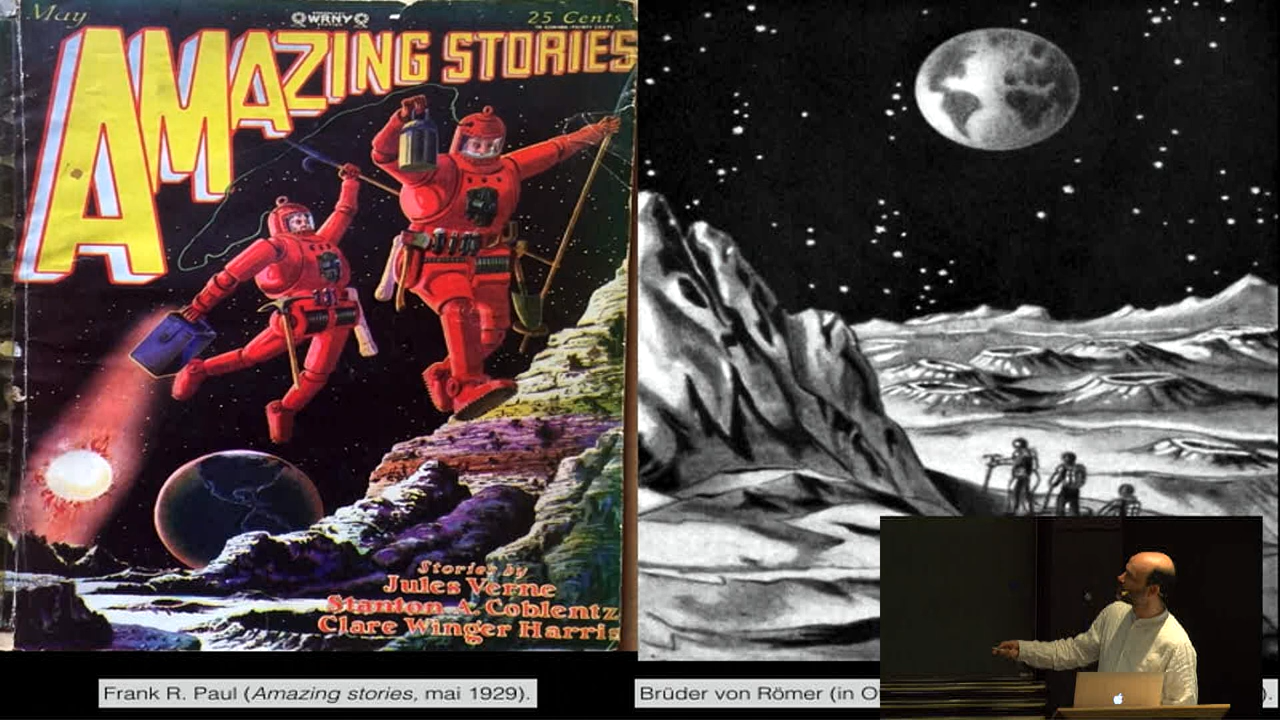 May
WRNY
25 Cents
AMAZING STORIES
Stories by
Jules Verne
Stanton A. Coblentz
Clare Winger Harris
Frank R. Paul (Amazing stories, mai 1929).
Brüder von Römer (in O
).